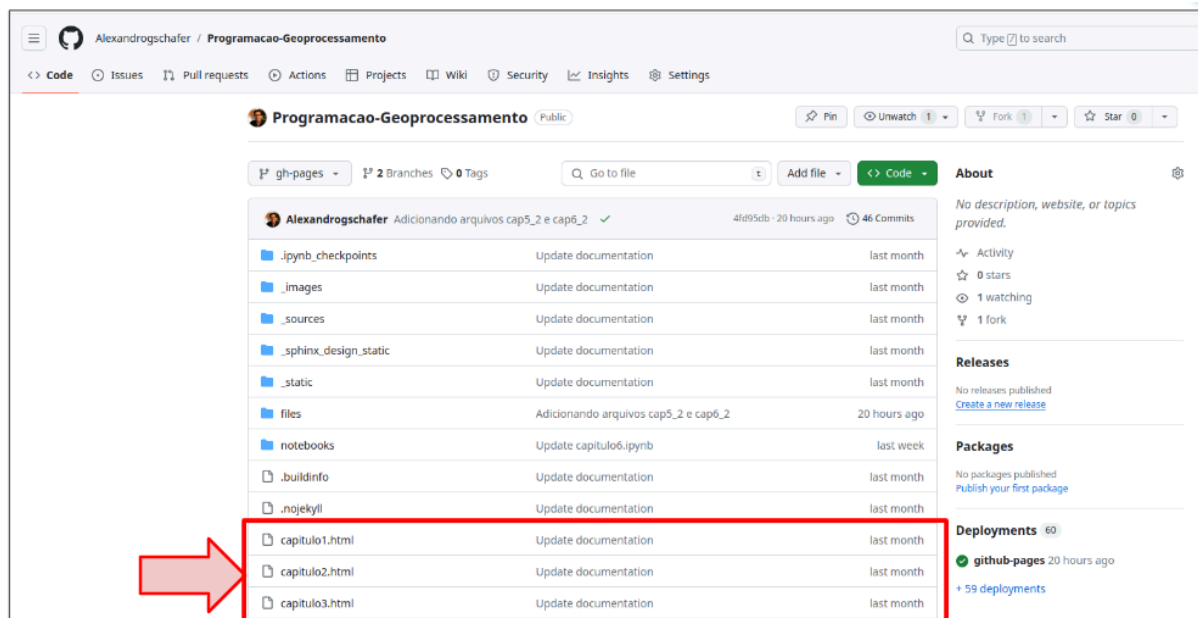 Alexandrogschafer / Programacao-Geoprocessamento
Type / to search
<> Code Issues Pull requests Actions Projects Wiki Security Insights Settings
Programacao-Geoprocessamento Public
Pin Unwatch 1 Fork 1 Star 0
gh-pages 2 Branches 0 Tags Go to file t Add file <> Code
Alexandrogschafer Adicionando arquivos cap5_2 e cap6_2 4fd95db · 20 hours ago 46 Commits
.ipynb_checkpoints Update documentation last month
_images Update documentation last month
_sources Update documentation last month
_sphinx_design_static Update documentation last month
_static Update documentation last month
files Adicionando arquivos cap5_2 e cap6_2 20 hours ago
notebooks Update capitulo6.ipynb last week
.buildinfo Update documentation last month
.nojekyll Update documentation last month
capitulo1.html Update documentation last month
capitulo2.html Update documentation last month
capitulo3.html Update documentation last month
About
No description, website, or topics
provided.
Activity
0 stars
1 watching
1 fork
Releases
No releases published
Create a new release
Packages
No packages published
Publish your first package
Deployments 60
github-pages 20 hours ago
+ 59 deployments